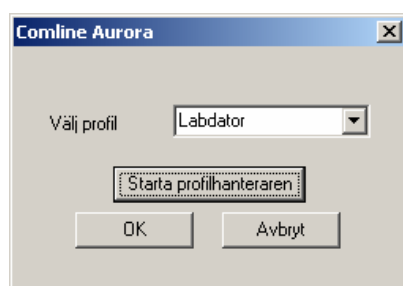 Comline Aurora
Välj profil Labdator
Starta profilhanteraren
OK Avbryt